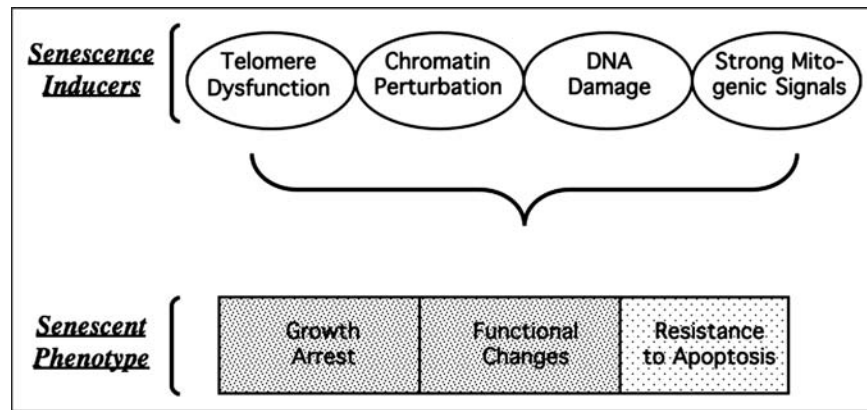 Senescence
Inducers
Telomere
Dysfunction
Chromatin
Perturbation
DNA
Damage
Strong Mito-
genic Signals
Senescent
Phenotype
Growth
Arrest
Functional
Changes
Resistance
to Apoptosis